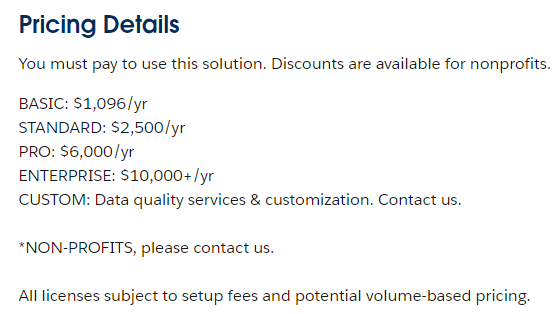 Pricing Details
You must pay to use this solution. Discounts are available for nonprofits.
BASIC: $1,096/yr
STANDARD: $2,500/yr
PRO: $6,000/yr
ENTERPRISE: $10,000+/yr
CUSTOM: Data quality services & customization. Contact us.
*NON-PROFITS, please contact us.
All licenses subject to setup fees and potential volume-based pricing.